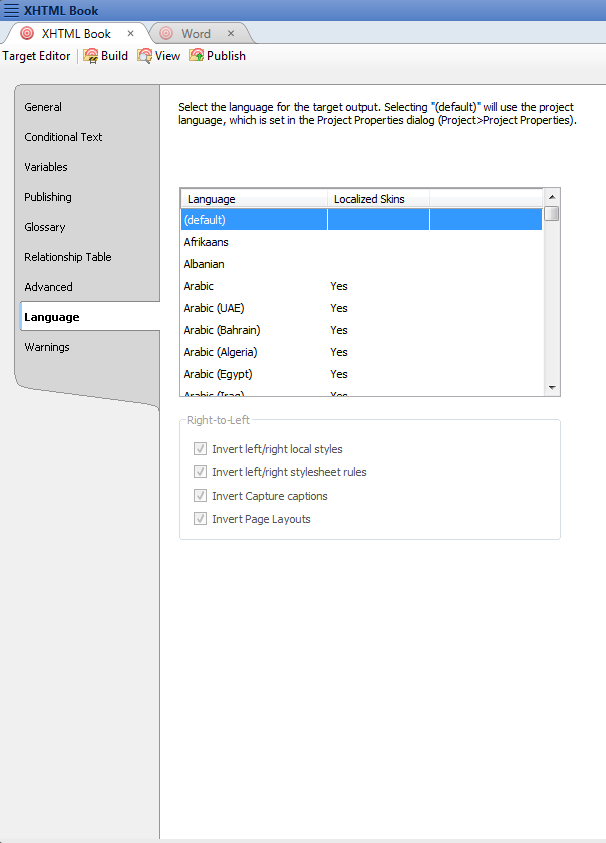 XHTML Book
XHTML Book
Word
Target Editor Build View Publish
General
Conditional Text
Variables
Publishing
Glossary
Relationship Table
Advanced
Language
Warnings
Select the language for the target output. Selecting "(default)" will use the project
language, which is set in the Project Properties dialog (Project>Project Properties).
Language Localized Skins
(default)
Afrikaans
Albanian
Arabic Yes
Arabic (UAE) Yes
Arabic (Bahrain) Yes
Arabic (Algeria) Yes
Arabic (Egypt) Yes
Arabic (Iraq) Yes
Right-to-Left
Invert left/right local styles
Invert left/right stylesheet rules
Invert Capture captions
Invert Page Layouts